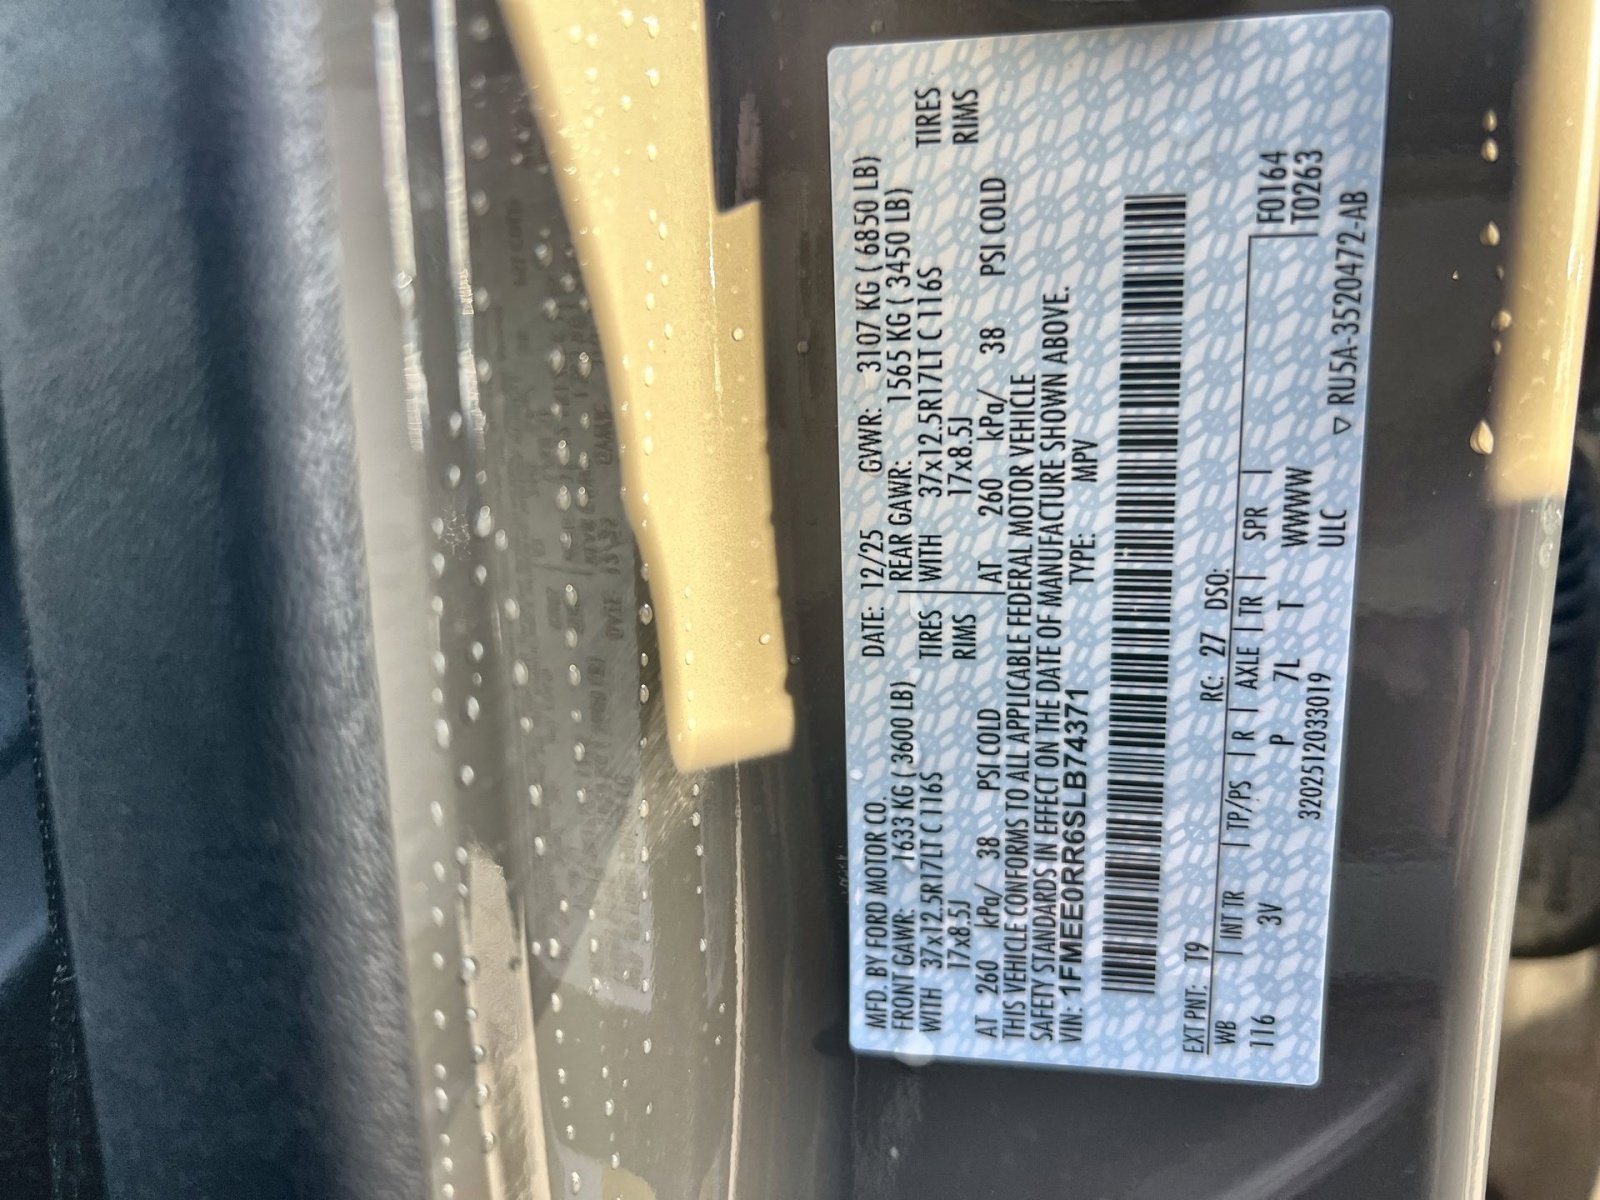 MFD. BY FORD MOTOR CO. DATE: 12/25 GVWR: 3107 KG ( 6850 LB)
FRONT GAWR: 1633 KG ( 3600 LB) REAR GAWR: 1565 KG ( 3450 LB)
WITH 37x12.5R17LT C 116S TIRES WITH 37x12.5R17LT C 116S TIRES
17x8.5J RIMS 17x8.5J RIMS
AT 260 kPa/ 38 PSI COLD AT 260 kPa/ 38 PSI COLD
THIS VEHICLE CONFORMS TO ALL APPLICABLE FEDERAL MOTOR VEHICLE
SAFETY STANDARDS IN EFFECT ON THE DATE OF MANUFACTURE SHOWN ABOVE.
VIN: 1FMEE0RR6SLB74371 TYPE: MPV
EXT PNT: T9 RC: 27 DSO:
WB INT TR TP/PS R AXLE TR SPR F0164
116 3V P 7L T WWWW T0263
3202512033019 ULC ▽ RU5A-3520472-AB